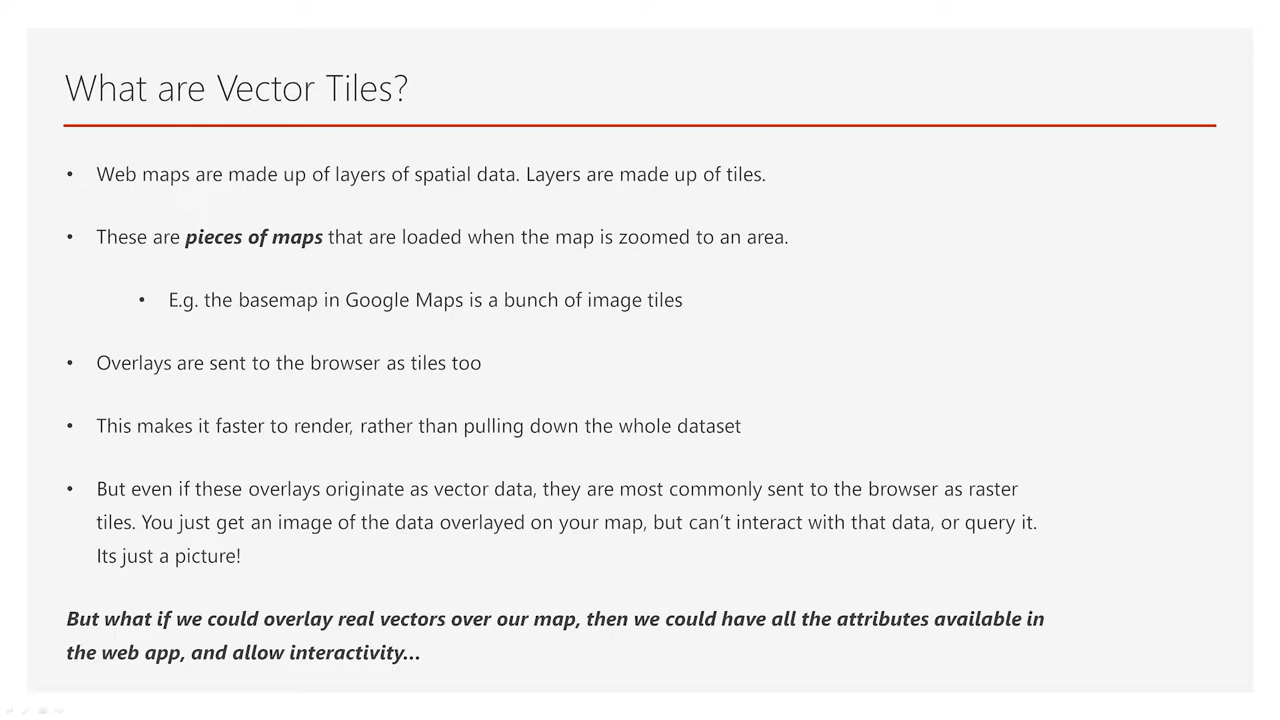 What are Vector Tiles?
• Web maps are made up of layers of spatial data. Layers are made up of tiles.
• These are pieces of maps that are loaded when the map is zoomed to an area.
• E.g. the basemap in Google Maps is a bunch of image tiles
• Overlays are sent to the browser as tiles too
• This makes it faster to render, rather than pulling down the whole dataset
• But even if these overlays originate as vector data, they are most commonly sent to the browser as raster
tiles. You just get an image of the data overlayed on your map, but can't interact with that data, or query it.
Its just a picture!
But what if we could overlay real vectors over our map, then we could have all the attributes available in
the web app, and allow interactivity…